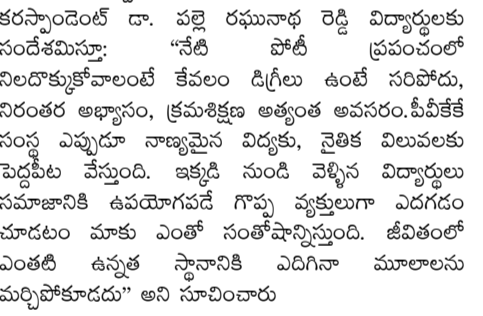 కరస్పాండెంట్ డా. పల్లె రఘునాథ రెడ్డి విద్యార్థులకు
సందేశమిస్తూ: “నేటి పోటీ ప్రపంచంలో
నిలదొక్కుకోవాలంటే కేవలం డిగ్రీలు ఉంటే సరిపోదు,
నిరంతర అభ్యాసం, క్రమశిక్షణ అత్యంత అవసరం.పీవీకేకే
సంస్థ ఎప్పుడూ నాణ్యమైన విద్యకు, నైతిక విలువలకు
పెద్దపీట వేస్తుంది. ఇక్కడి నుండి వెళ్ళిన విద్యార్థులు
సమాజానికి ఉపయోగపడే గొప్ప వ్యక్తులుగా ఎదగడం
చూడటం మాకు ఎంతో సంతోషాన్నిస్తుంది. జీవితంలో
ఎంతటి ఉన్నత స్థానానికి ఎదిగినా మూలాలను
మర్చిపోకూడదు” అని సూచించారు